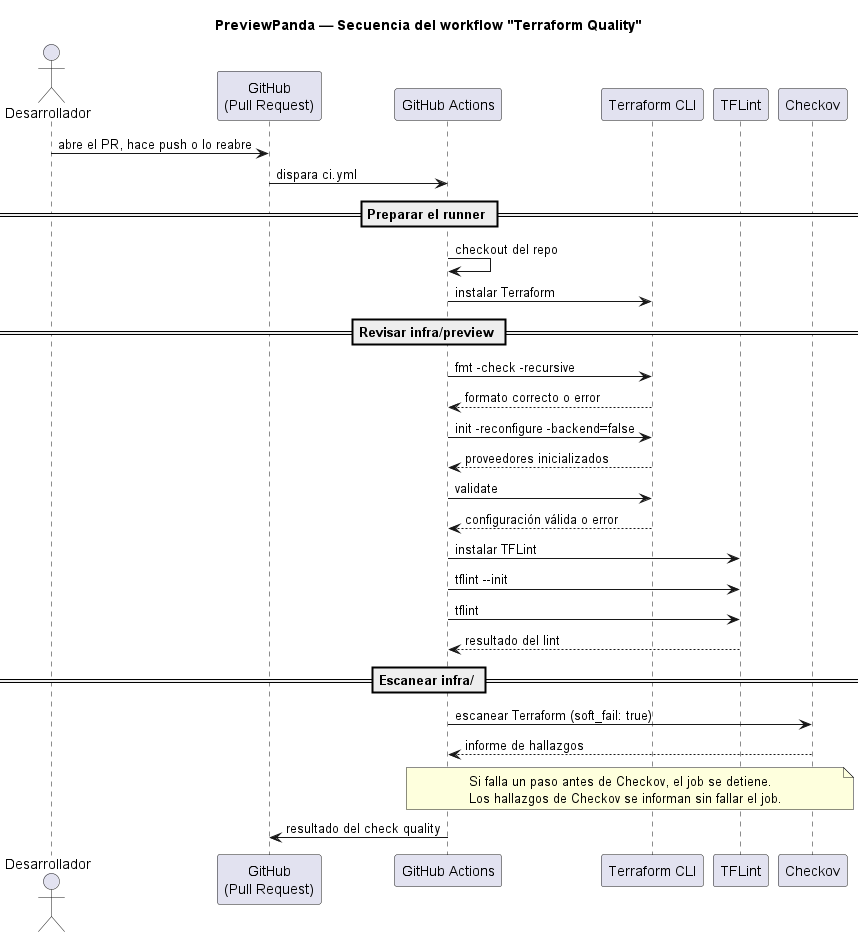 PreviewPanda — Secuencia del workflow "Terraform Quality"
Desarrollador
GitHub
(Pull Request)
GitHub Actions
Terraform CLI
TFLint
Checkov
abre el PR, hace push o lo reabre
dispara ci.yml
Preparar el runner
checkout del repo
instalar Terraform
Revisar infra/preview
fmt -check -recursive
formato correcto o error
init -reconfigure -backend=false
proveedores inicializados
validate
configuración válida o error
instalar TFLint
tflint --init
tflint
resultado del lint
Escanear infra/
escanear Terraform (soft_fail: true)
informe de hallazgos
Si falla un paso antes de Checkov, el job se detiene.
Los hallazgos de Checkov se informan sin fallar el job.
resultado del check quality
Desarrollador
GitHub
(Pull Request)
GitHub Actions
Terraform CLI
TFLint
Checkov